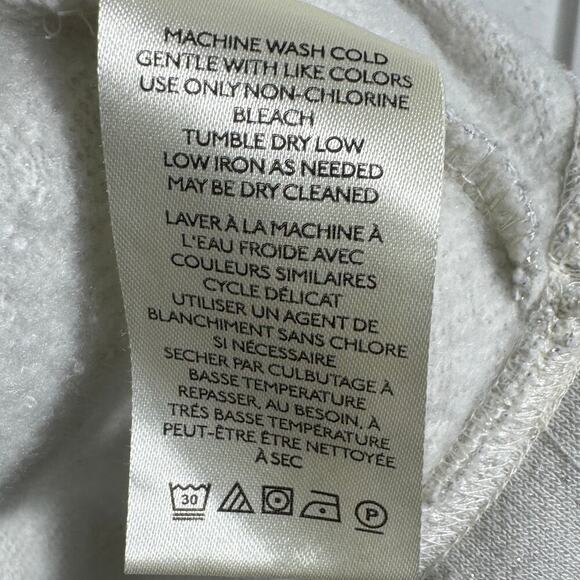 MACHINE WASH COLD
GENTLE WITH LIKE COLORS
USE ONLY NON-CHLORINE
BLEACH
TUMBLE DRY LOW
LOW IRON AS NEEDED
MAY BE DRY CLEANED
LAVER À LA MACHINE À
L'EAU FROIDE AVEC
COULEURS SIMILAIRES
CYCLE DÉLICAT
UTILISER UN AGENT DE
BLANCHIMENT SANS CHLORE
SI NÉCESSAIRE
SECHER PAR CULBUTAGE À
BASSE TEMPERATURE
REPASSER, AU BESOIN, À
TRÉS BASSE TEMPÉRATURE
PEUT-ÊTRE ÊTRE NETTOYÉE
À SEC
30 P